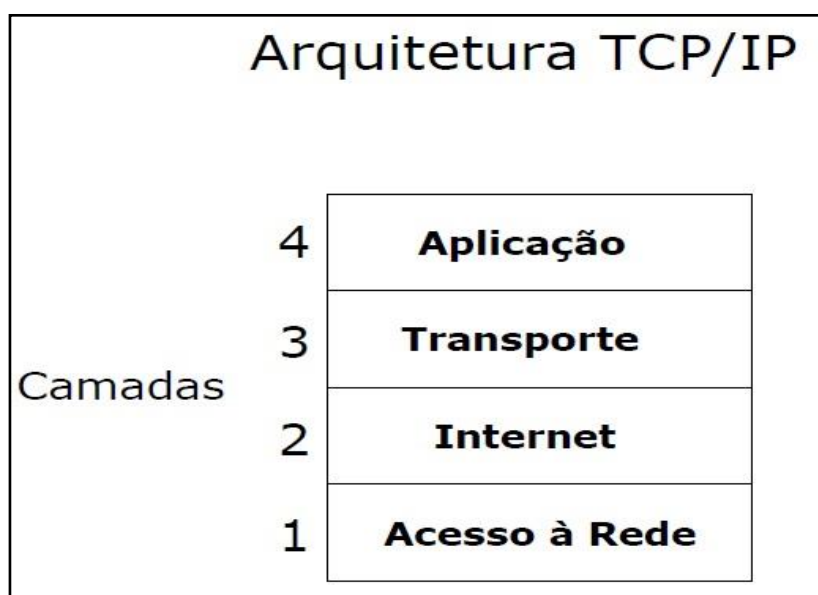 Arquitetura TCP/IP
4 Aplicação
3 Transporte
Camadas
2 Internet
1 Acesso à Rede